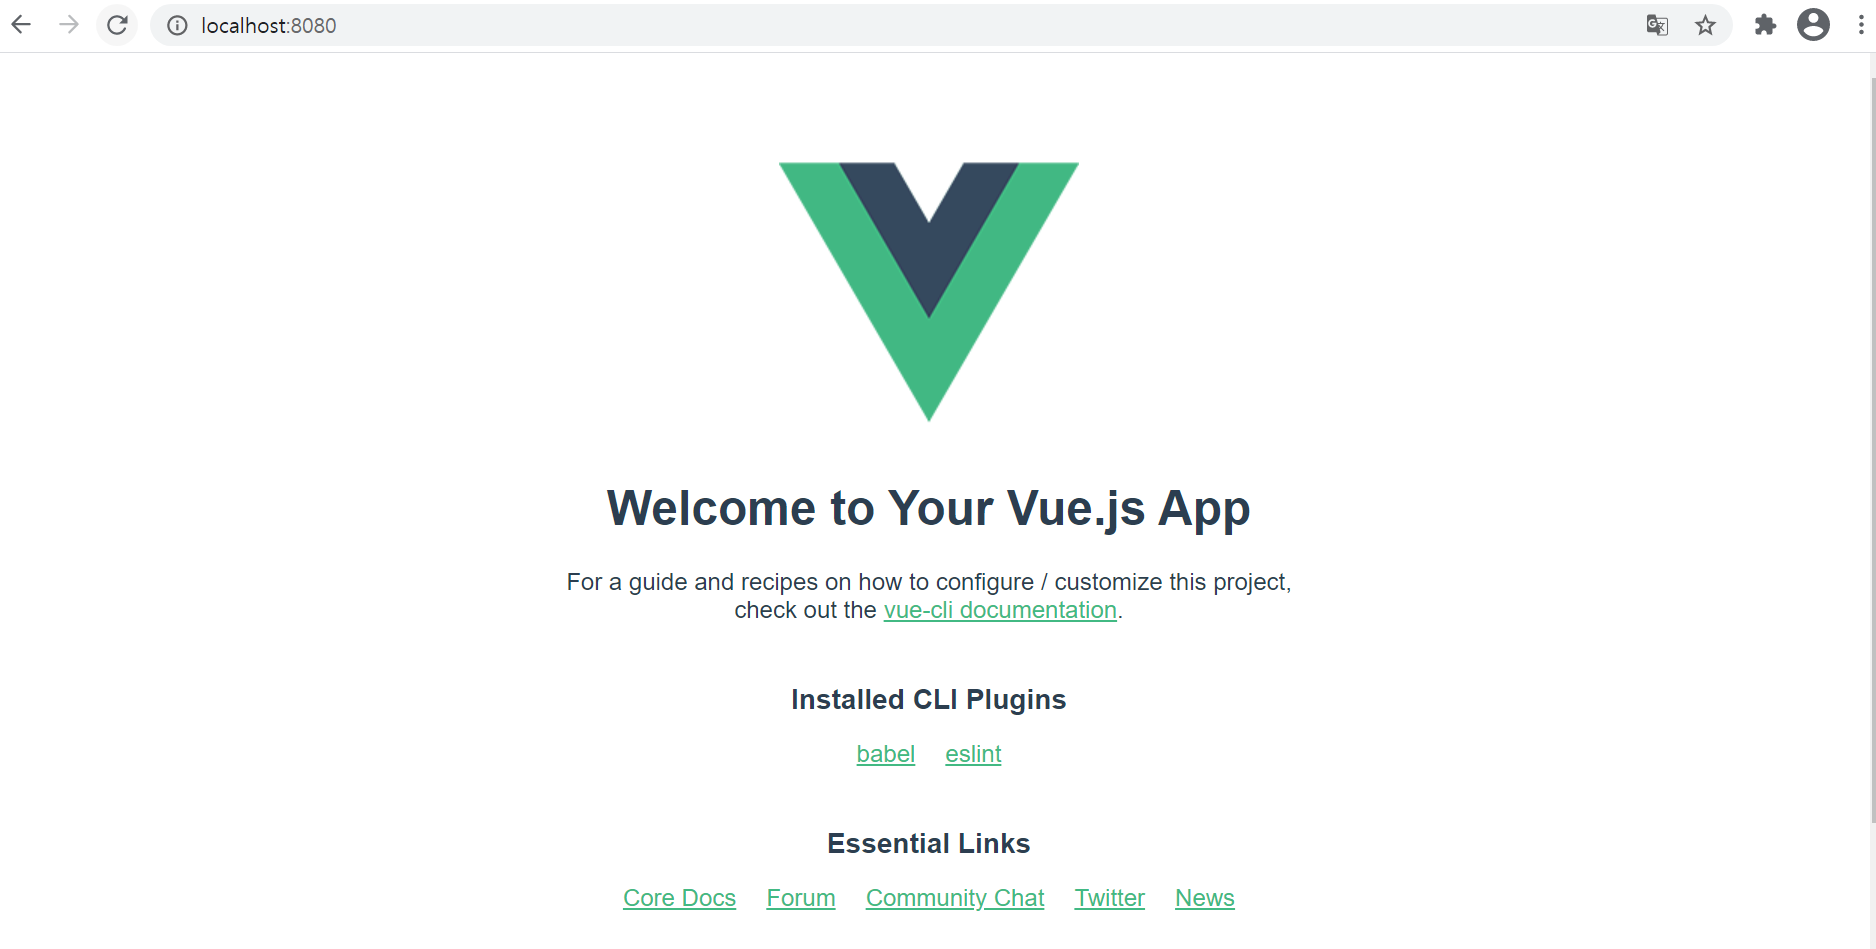 localhost:8080
Welcome to Your Vue.js App
For a guide and recipes on how to configure / customize this project,
check out the vue-cli documentation.
Installed CLI Plugins
babel eslint
Essential Links
Core Docs Forum Community Chat Twitter News